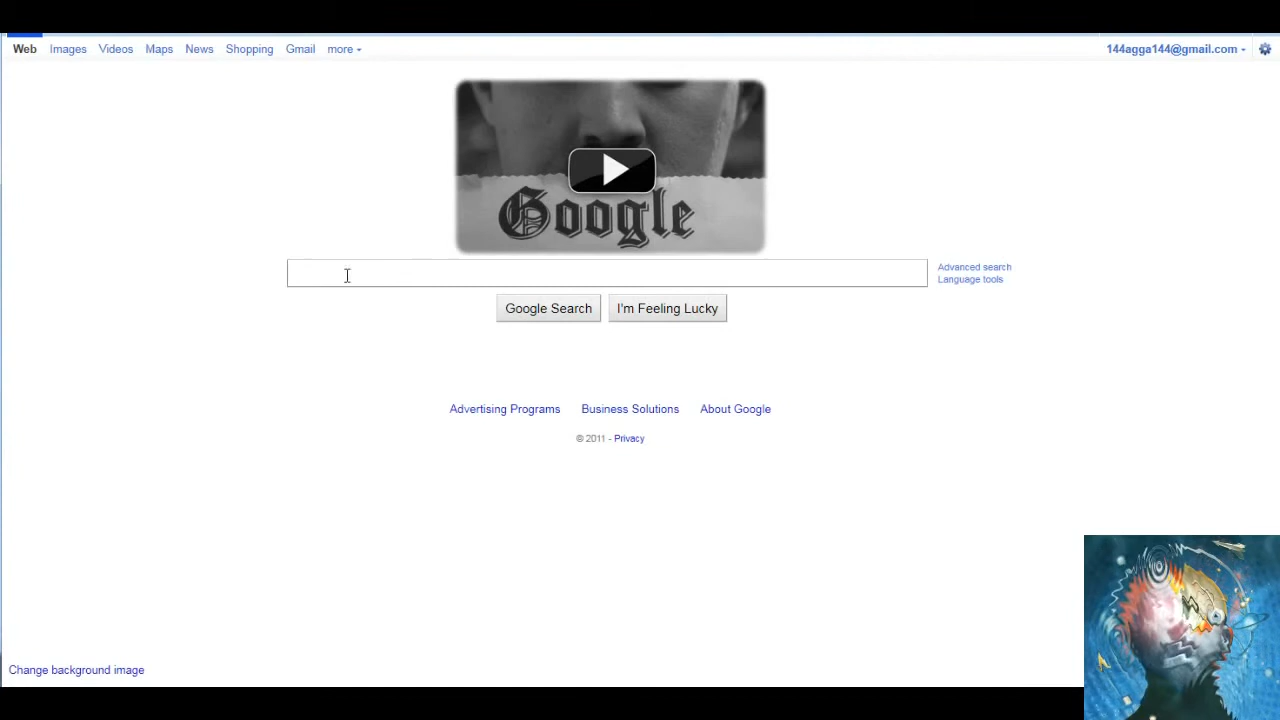 Web Images Videos Maps News Shopping Gmail more
144agga144@gmail.com
Google
Advanced search
Language tools
Google Search I'm Feeling Lucky
Advertising Programs Business Solutions About Google
© 2011 - Privacy
Change background image